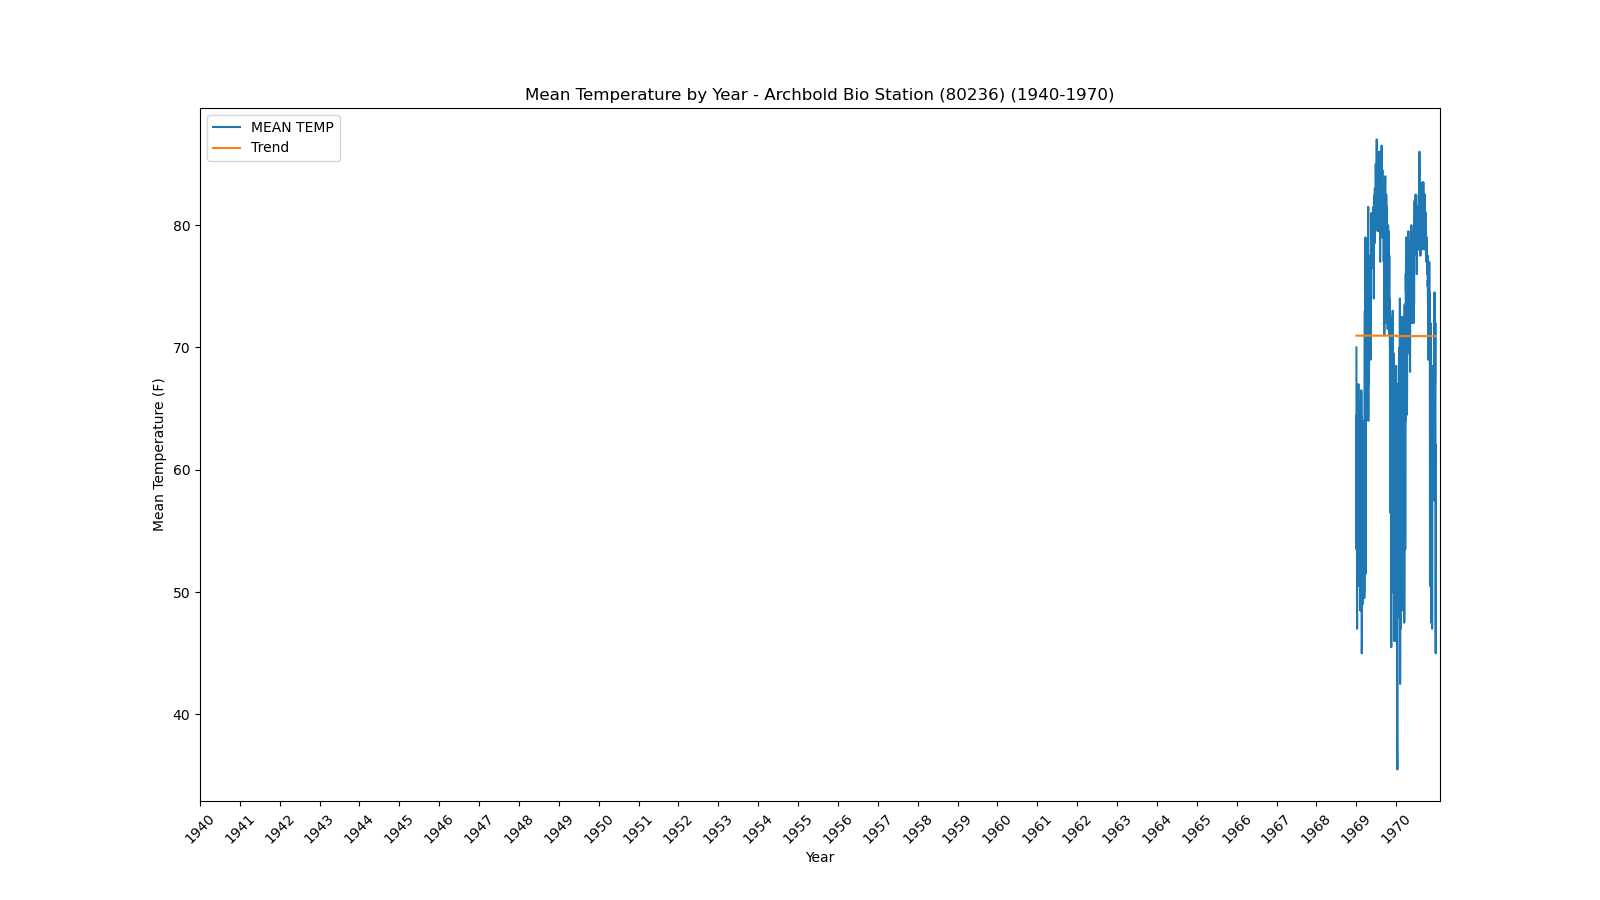 Mean Temperature by Year - Archbold Bio Station (80236) (1940-1970)
MEAN TEMP
Trend
80
70
60
50
40
Mean Temperature (F)
1940 1941 1942 1943 1944 1945 1946 1947 1948 1949 1950 1951 1952 1953 1954 1955 1956 1957 1958 1959 1960 1961 1962 1963 1964 1965 1966 1967 1968 1969 1970
Year